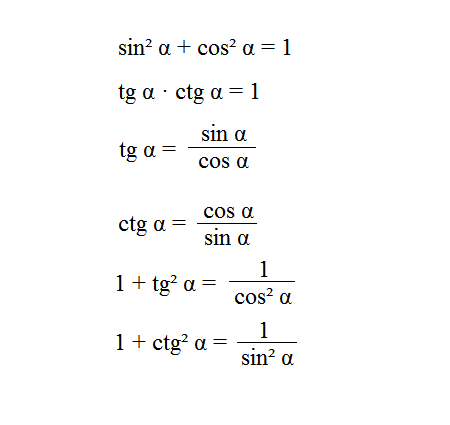 sin² α + cos² α = 1
tg α · ctg α = 1
tg α = sin α / cos α
ctg α = cos α / sin α
1 + tg² α = 1 / cos² α
1 + ctg² α = 1 / sin² α